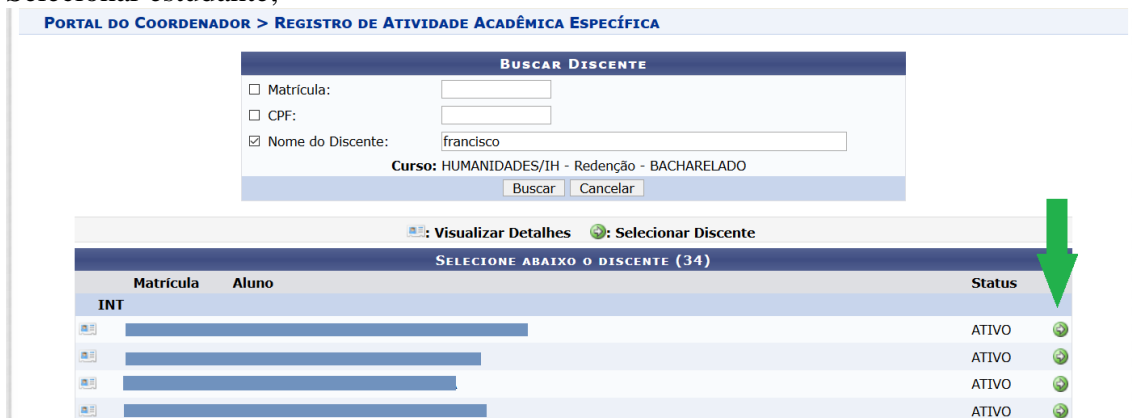 Selecionar estudante;
PORTAL DO COORDENADOR > REGISTRO DE ATIVIDADE ACADÊMICA ESPECÍFICA
BUSCAR DISCENTE
Matrícula:
CPF:
Nome do Discente: francisco
Curso: HUMANIDADES/IH - Redenção - BACHARELADO
Buscar Cancelar
: Visualizar Detalhes : Selecionar Discente
SELECIONE ABAIXO O DISCENTE (34)
Matrícula Aluno Status
INT
ATIVO
ATIVO
ATIVO
ATIVO